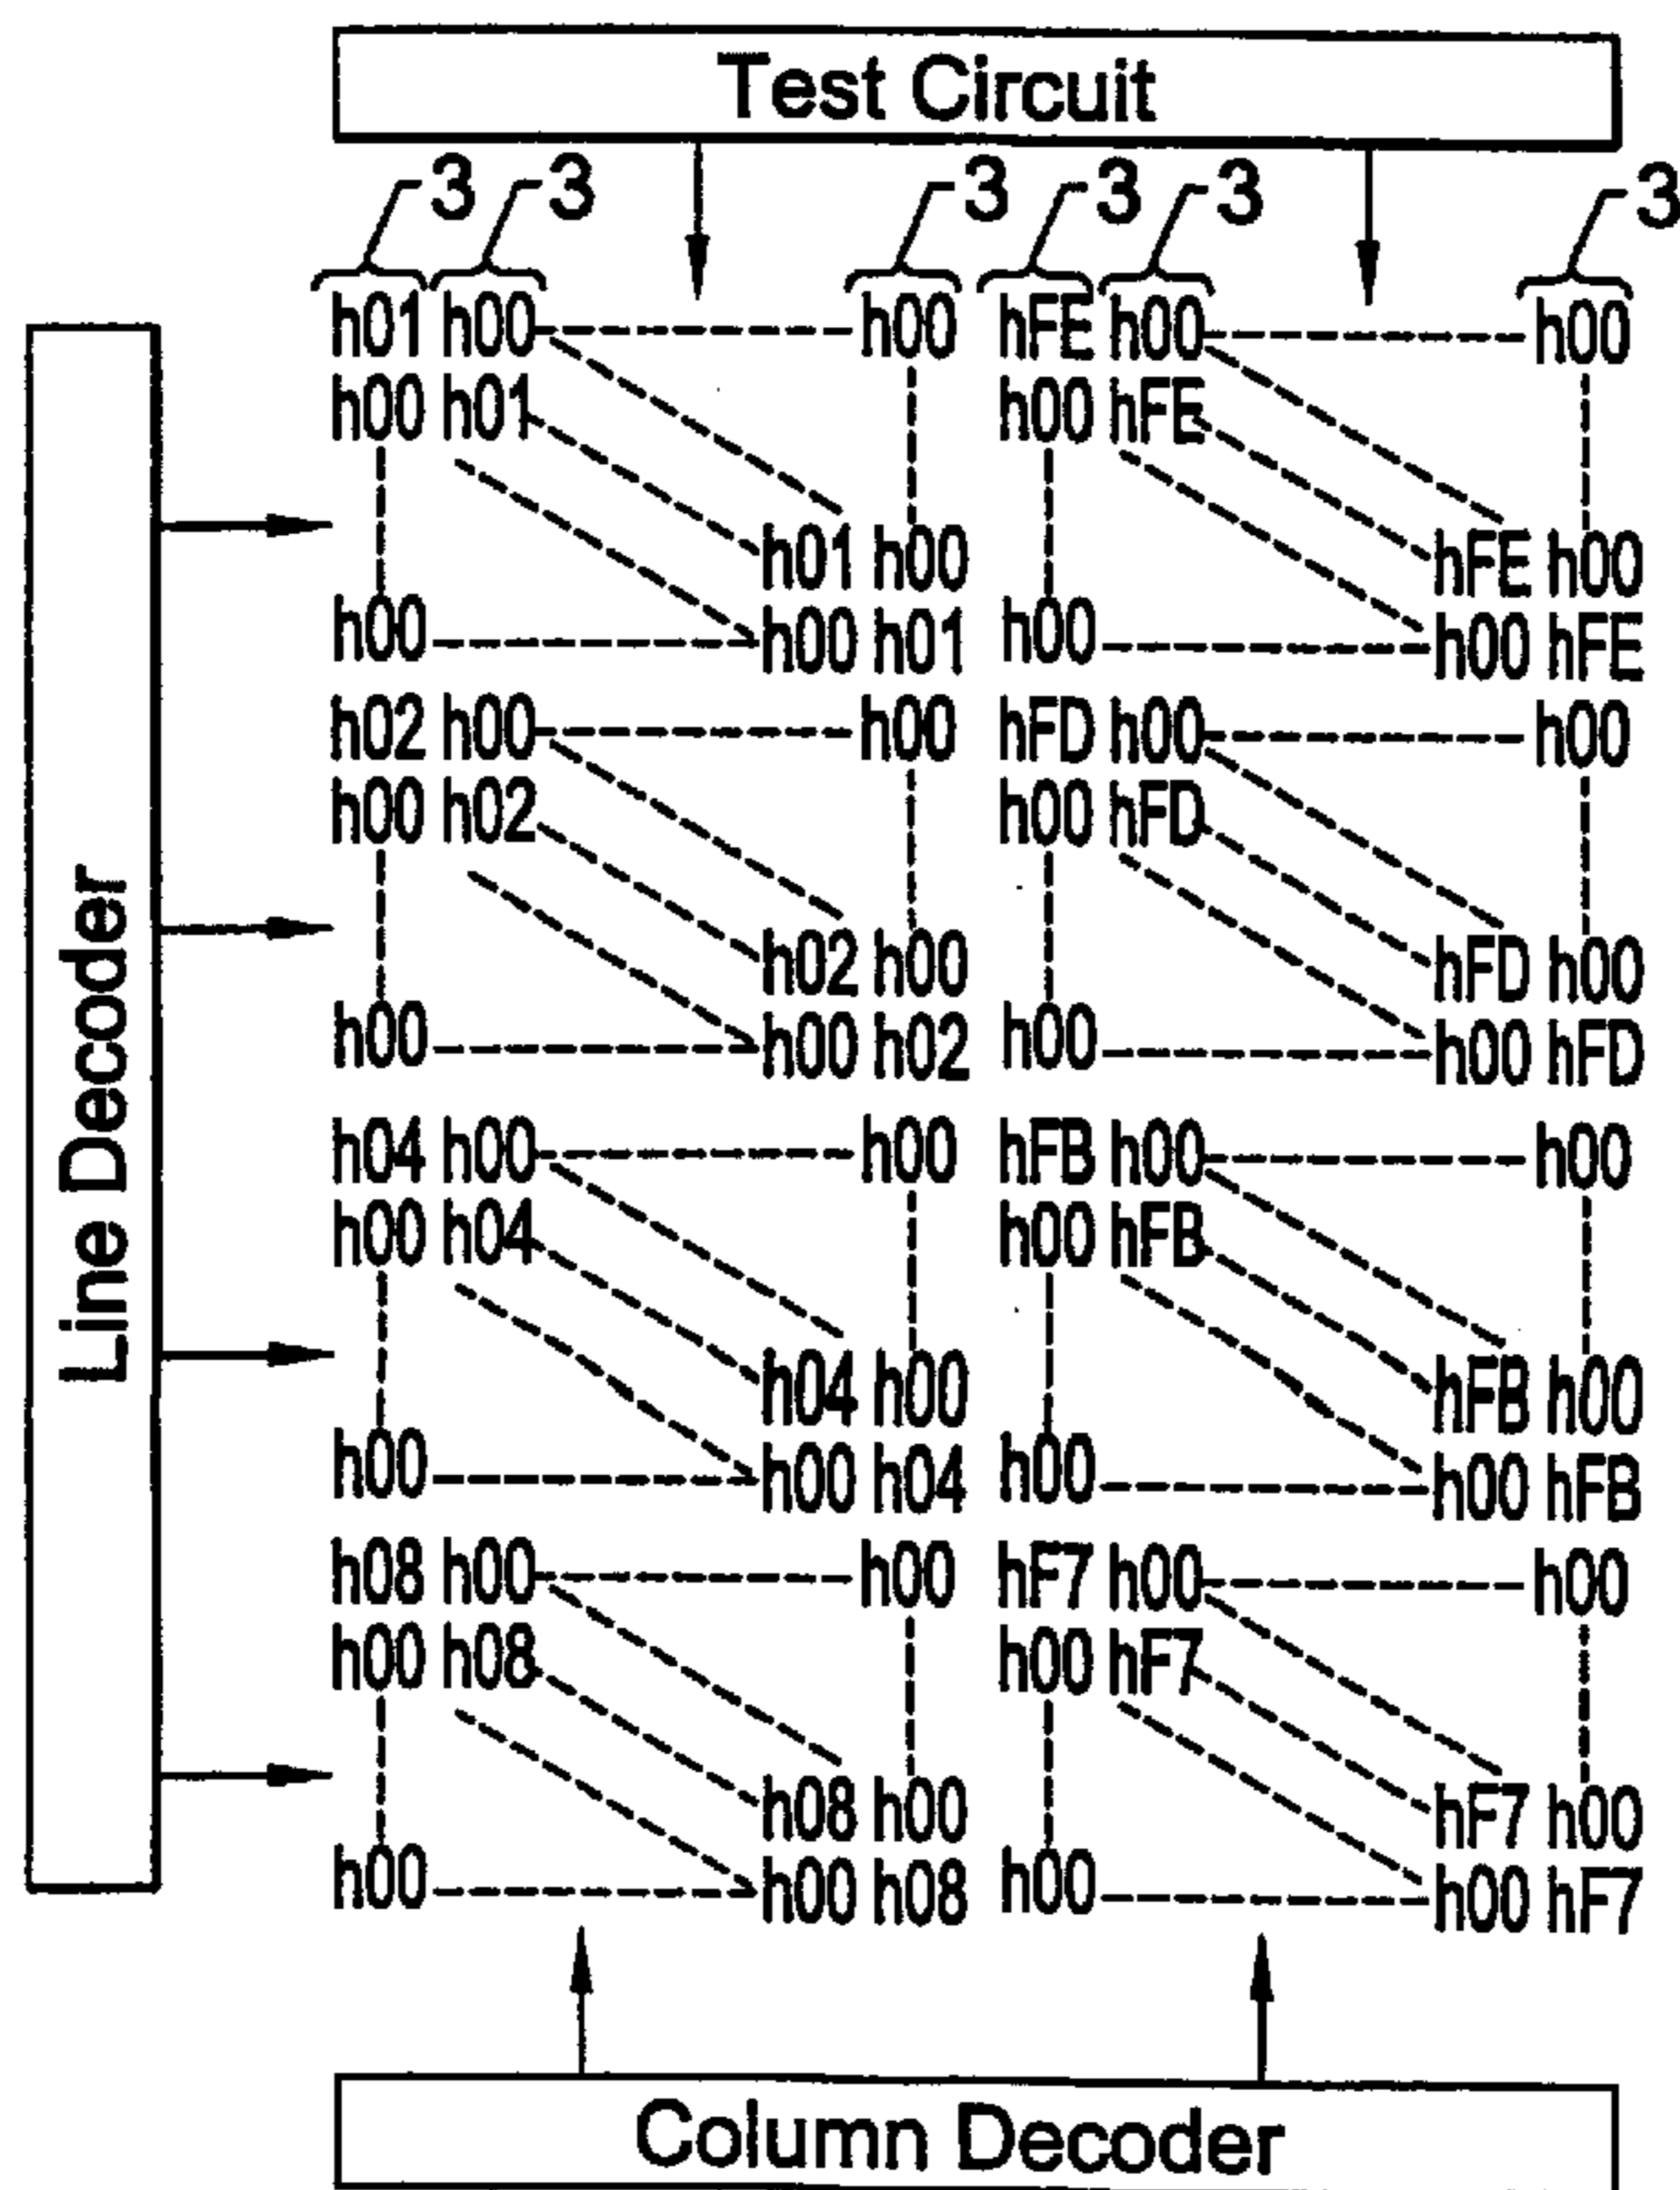 Test Circuit
3 3 3 3 3 3
h01 h00 h00 hFE h00 h00
h00 h01 h00 hFE
h01 h00 hFE h00
h00 h00 h01 h00 h00 hFE
h02 h00 h00 hFD h00 h00
h00 h02 h00 hFD
h02 h00 hFD h00
h00 h00 h02 h00 h00 hFD
Line Decoder
h04 h00 h00 hFB h00 h00
h00 h04 h00 hFB
h04 h00 hFB h00
h00 h00 h04 h00 h00 hFB
h08 h00 h00 hF7 h00 h00
h00 h08 h00 hF7
h08 h00 hF7 h00
h00 h00 h08 h00 h00 hF7
Column Decoder